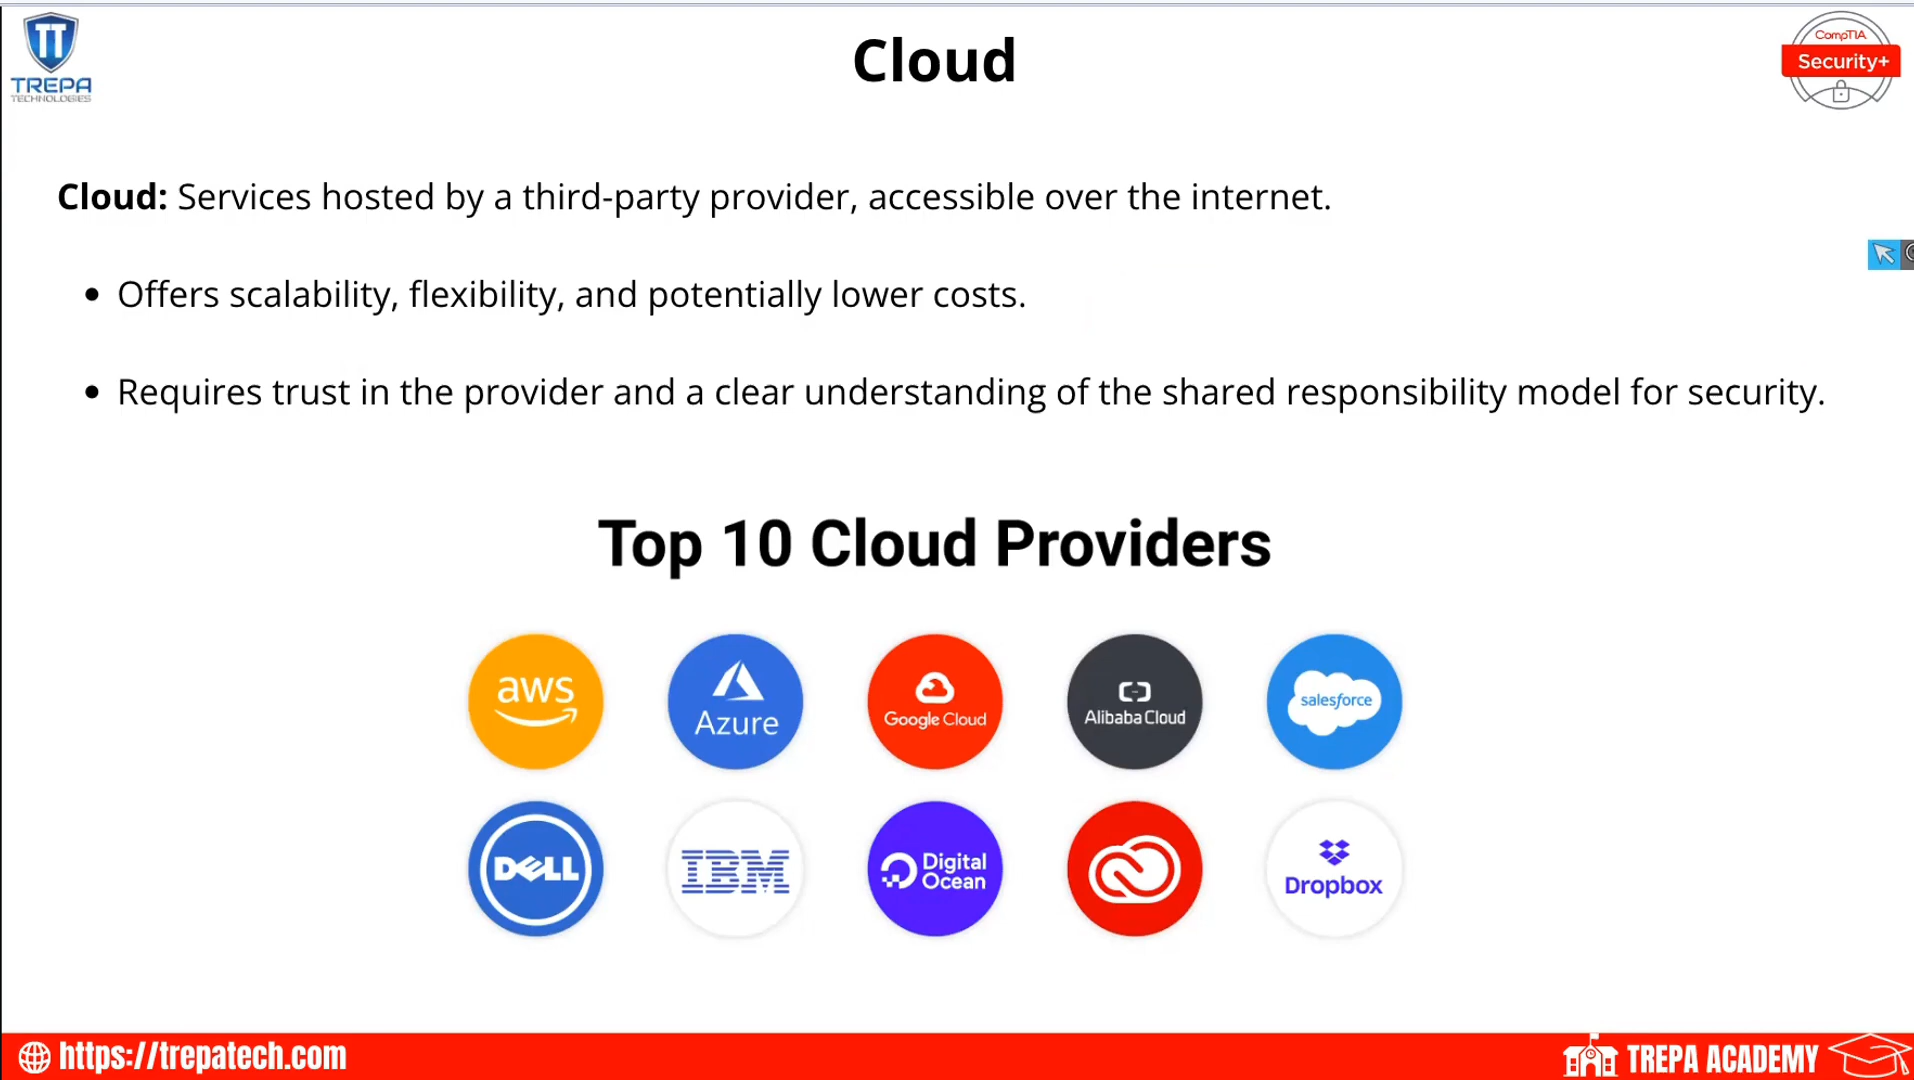 TREPA
TECHNOLOGIES
Cloud
CompTIA
Security+
Cloud: Services hosted by a third-party provider, accessible over the internet.
• Offers scalability, flexibility, and potentially lower costs.
• Requires trust in the provider and a clear understanding of the shared responsibility model for security.
Top 10 Cloud Providers
aws
Azure
Google Cloud
Alibaba Cloud
salesforce
DELL
IBM
Digital
Ocean
Dropbox
https://trepatech.com
TREPA ACADEMY